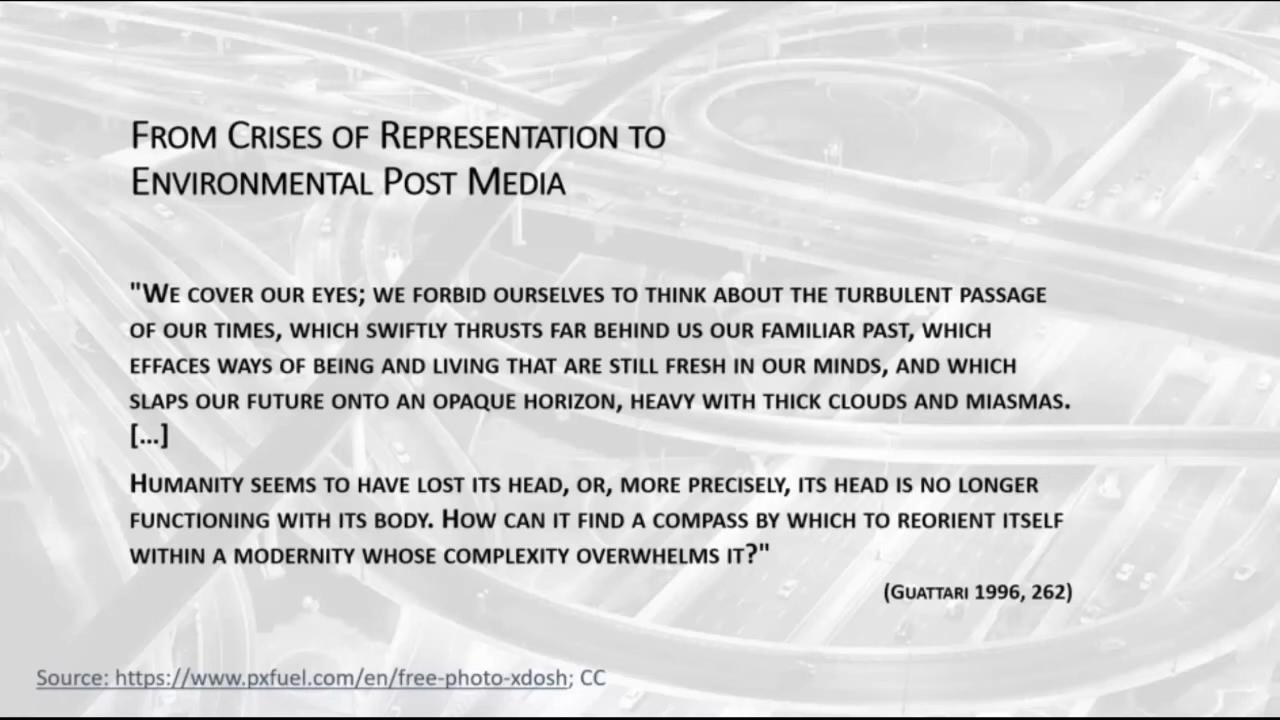 From Crises of Representation to
Environmental Post Media
"We cover our eyes; we forbid ourselves to think about the turbulent passage
of our times, which swiftly thrusts far behind us our familiar past, which
effaces ways of being and living that are still fresh in our minds, and which
slaps our future onto an opaque horizon, heavy with thick clouds and miasmas.
[...]
Humanity seems to have lost its head, or, more precisely, its head is no longer
functioning with its body. How can it find a compass by which to reorient itself
within a modernity whose complexity overwhelms it?"
(Guattari 1996, 262)
Source: https://www.pxfuel.com/en/free-photo-xdosh; CC